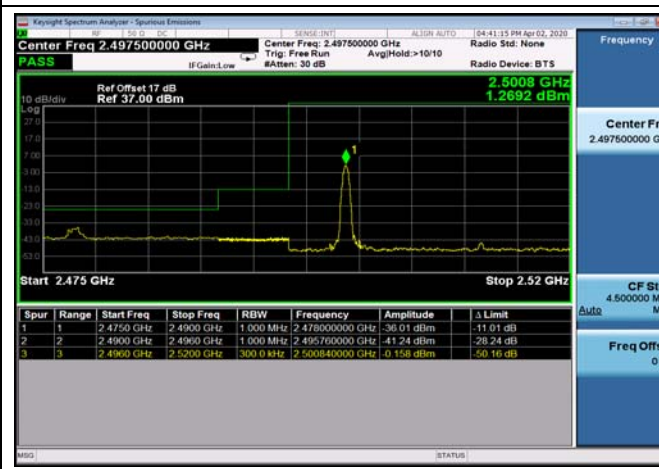 Keysight Spectrum Analyzer - Spurious Emissions
RF 50 Ω DC SENSE:INT ALIGN AUTO 04:41:15 PM Apr 02, 2020
Center Freq 2.497500000 GHz Center Freq: 2.497500000 GHz Radio Std: None
Trig: Free Run Avg|Hold:>10/10
PASS IFGain:Low #Atten: 30 dB Radio Device: BTS
Frequency
Ref Offset 17 dB 2.5008 GHz
10 dB/div Ref 37.00 dBm 1.2692 dBm
Log
27.0
17.0
7.00
1
-3.00
-13.0
-23.0
-33.0
-43.0
-53.0
Start 2.475 GHz Stop 2.52 GHz
Spur Range Start Freq Stop Freq RBW Frequency Amplitude Δ Limit
1 1 2.4750 GHz 2.4900 GHz 1.000 MHz 2.478000000 GHz -36.01 dBm -11.01 dB
2 2 2.4900 GHz 2.4960 GHz 1.000 MHz 2.495760000 GHz -41.24 dBm -28.24 dB
3 3 2.4960 GHz 2.5200 GHz 300.0 kHz 2.500840000 GHz -0.158 dBm -50.16 dB
Center Fr
2.497500000 G
CF St
4.500000 M
Auto M
Freq Offs
0
MSG STATUS